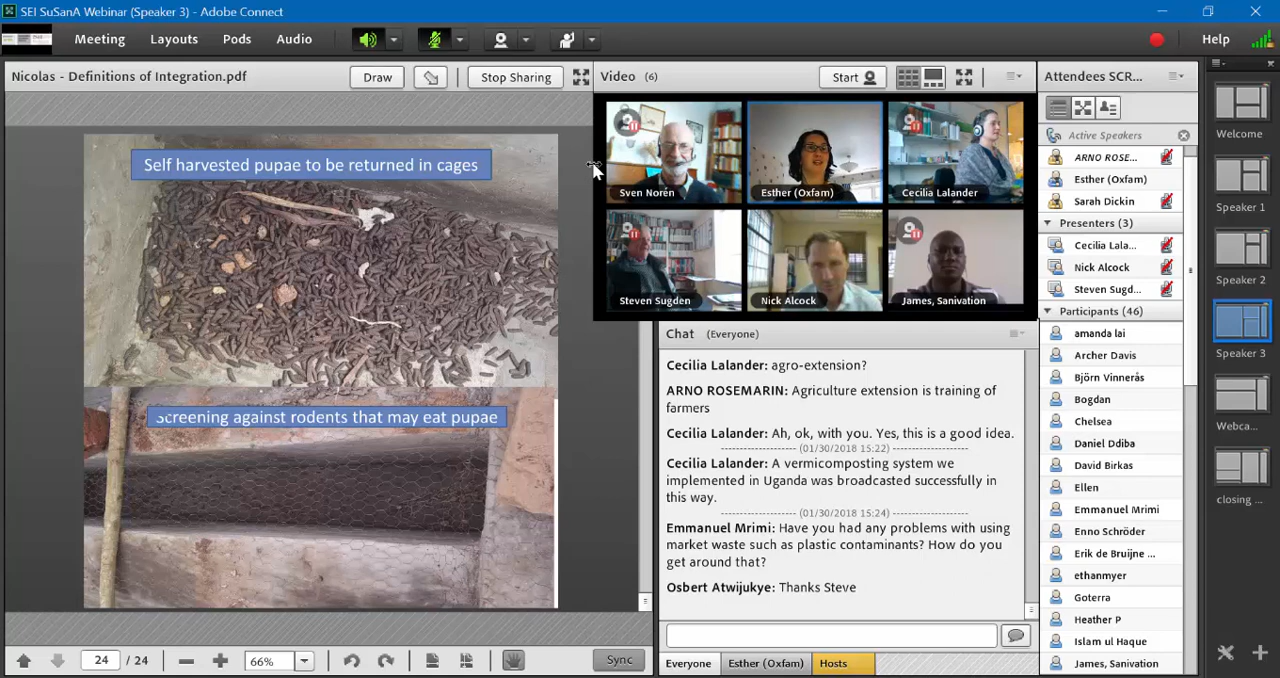 SEI SuSanA Webinar (Speaker 3) - Adobe Connect
Meeting Layouts Pods Audio Help
Nicolas - Definitions of Integration.pdf Draw Stop Sharing
Self harvested pupae to be returned in cages
Screening against rodents that may eat pupae
24 / 24 66% Sync
Video (6) Start
Sven Norén
Esther (Oxfam)
Cecilia Lalander
Steven Sugden
Nick Alcock
James, Sanivation
Chat (Everyone)
Cecilia Lalander: agro-extension?
ARNO ROSEMARIN: Agriculture extension is training of
farmers
Cecilia Lalander: Ah, ok, with you. Yes, this is a good idea.
-------------------- (01/30/2018 15:22) --------------------
Cecilia Lalander: A vermicomposting system we
implemented in Uganda was broadcasted successfully in
this way.
-------------------- (01/30/2018 15:24) --------------------
Emmanuel Mrimi: Have you had any problems with using
market waste such as plastic contaminants? How do you
get around that?
Osbert Atwijukye: Thanks Steve
Everyone Esther (Oxfam) Hosts
Attendees SCR...
Active Speakers
ARNO ROSE...
Esther (Oxfam)
Sarah Dickin
Presenters (3)
Cecilia Lala...
Nick Alcock
Steven Sugd...
Participants (46)
amanda lai
Archer Davis
Björn Vinnerås
Bogdan
Chelsea
Daniel Ddiba
David Birkas
Ellen
Emmanuel Mrimi
Enno Schröder
Erik de Bruijne ...
ethanmyer
Goterra
Heather P
Islam ul Haque
James, Sanivation
Welcome
Speaker 1
Speaker 2
Speaker 3
Webca...
closing ...